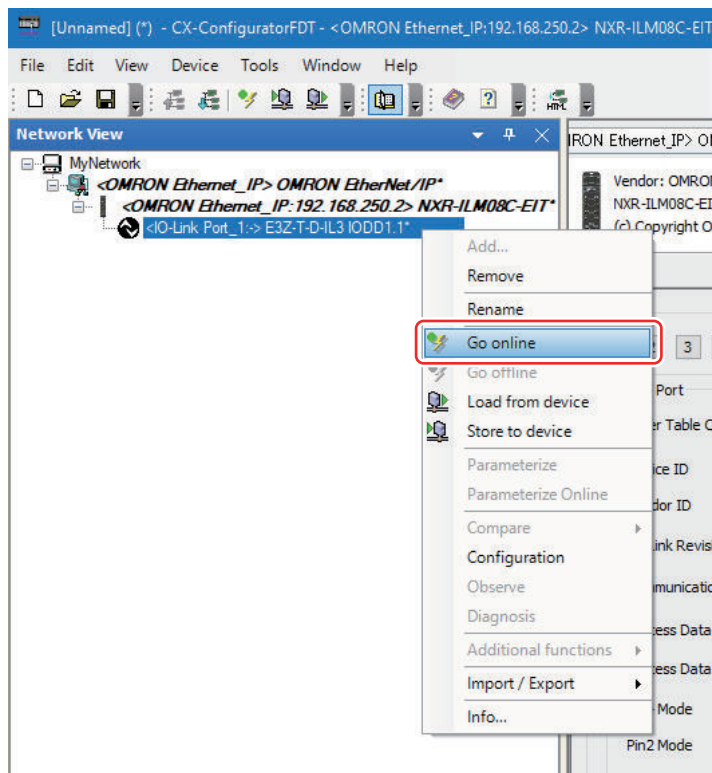 [Unnamed] (*) - CX-ConfiguratorFDT - <OMRON Ethernet_IP:192.168.250.2> NXR-ILM08C-EIT
File Edit View Device Tools Window Help
Network View
MyNetwork
<OMRON Ethernet_IP> OMRON EtherNet/IP*
<OMRON Ethernet_IP:192.168.250.2> NXR-ILM08C-EIT*
<IO-Link Port_1:-> E3Z-T-D-IL3 IODD1.1*
Add...
Remove
Rename
Go online
Go offline
Load from device
Store to device
Parameterize
Parameterize Online
Compare
Configuration
Observe
Diagnosis
Additional functions
Import / Export
Info...
IRON Ethernet_IP> O
Vendor: OMRO
NXR-ILM08C-EI
(c) Copyright O
3
Port
er Table
ice ID
dor ID
ink Revis
munication
ess Data
ess Data
Mode
Pin2 Mode